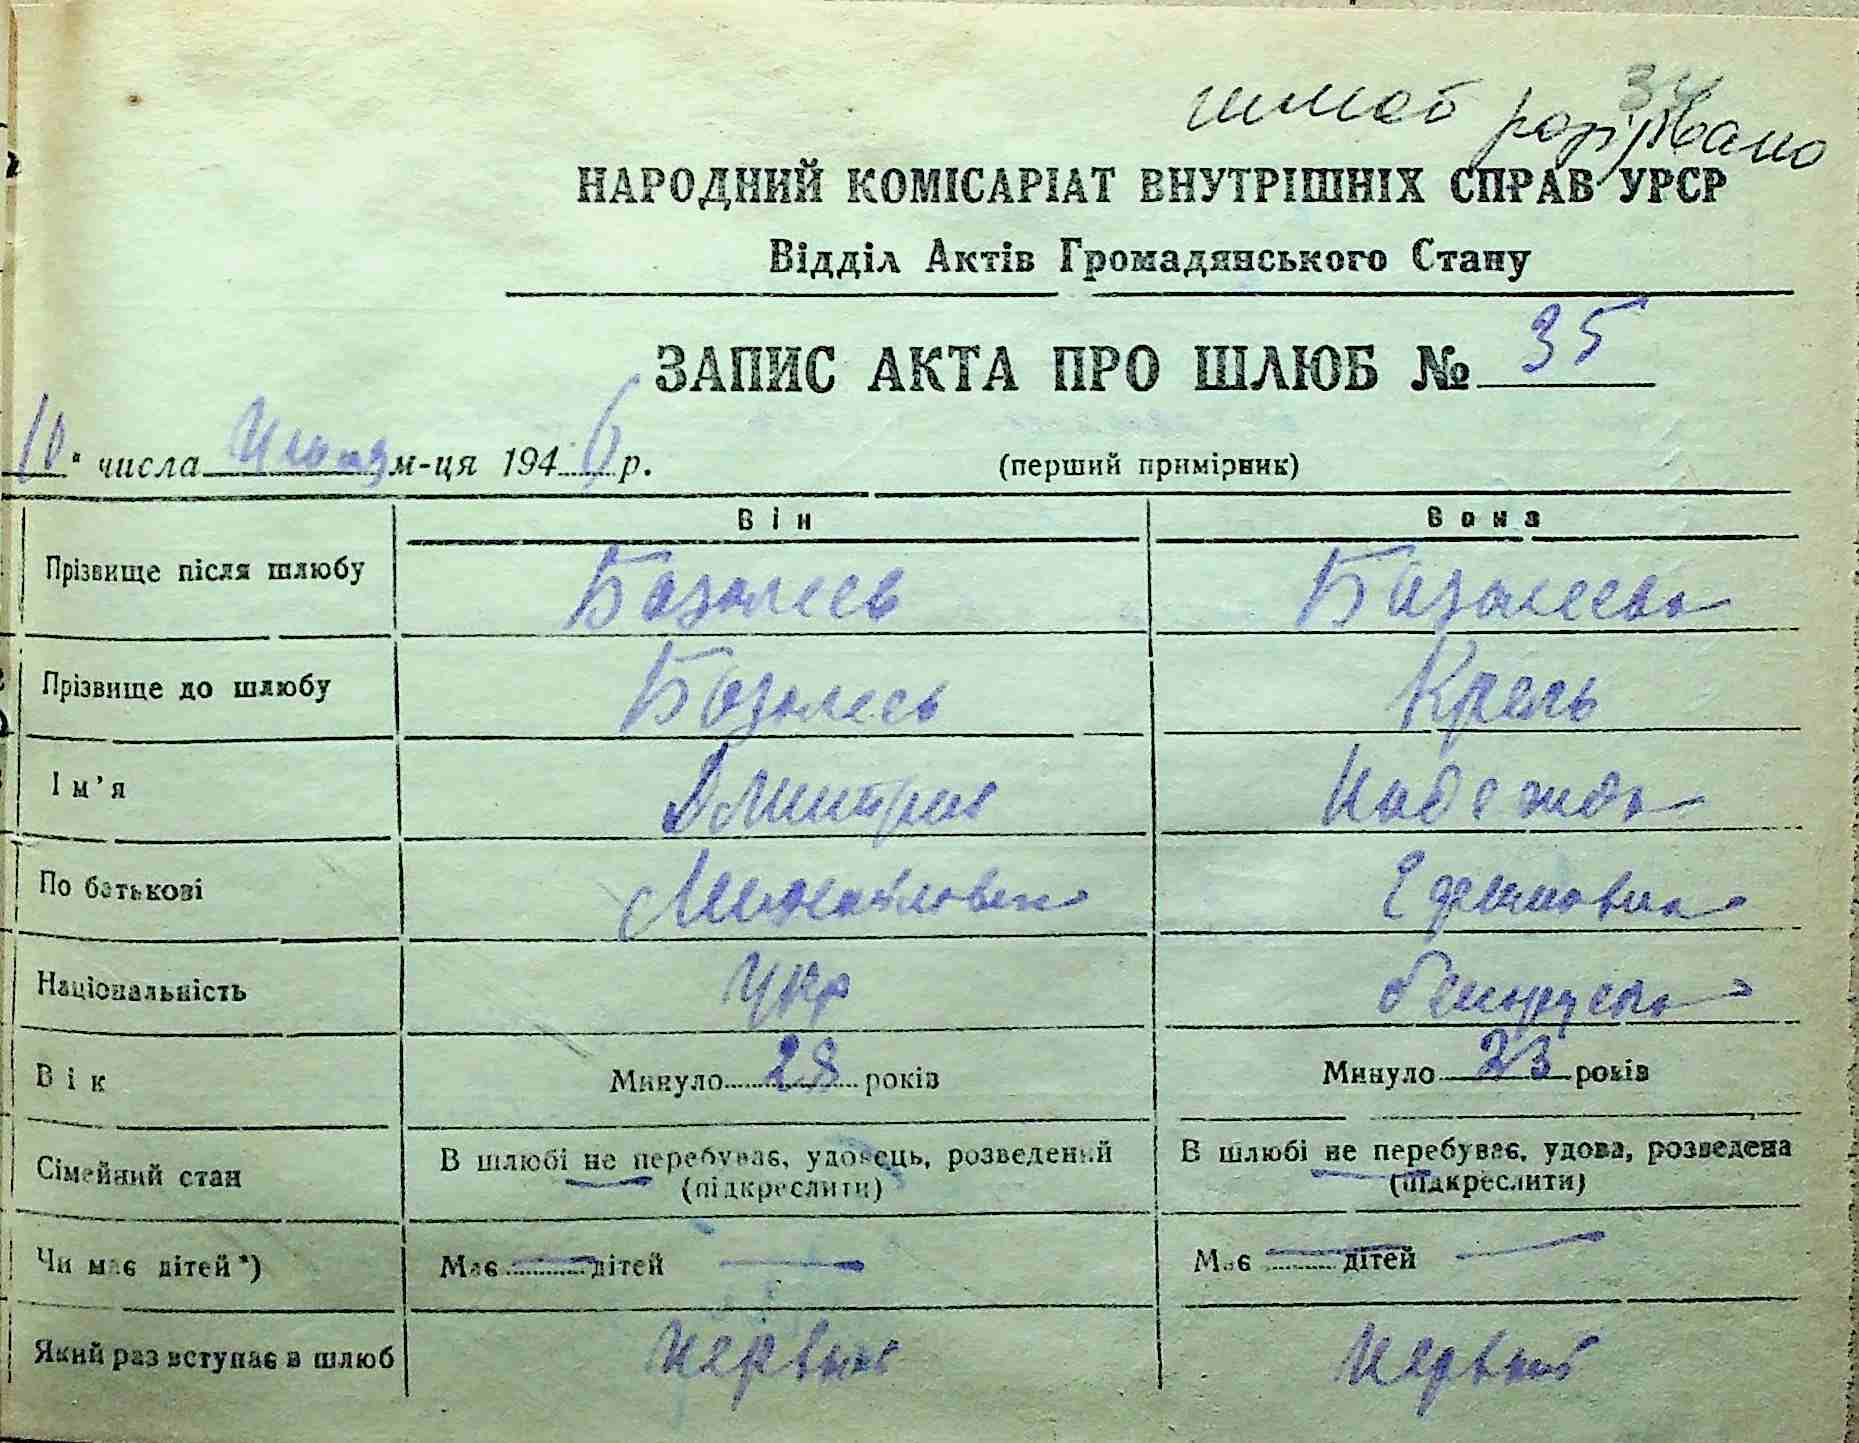 шлюб розірвано
34
НАРОДНИЙ КОМІСАРІАТ ВНУТРІШНІХ СПРАВ УРСР
Відділ Актів Громадянського Стану
ЗАПИС АКТА ПРО ШЛЮБ № 35
10 " числа м-ця 1946 р. (перший примірник)
Він Вона
Прізвище після шлюбу Базалеев Базалеева
Прізвище до шлюбу Базалеев Крель
Ім'я Дмитрий Надежда
По батькові Михайлович Ефимовна
Національність Укр белоруска
Вік Минуло 28 років Минуло 23 років
Сімейний стан В шлюбі не перебуває, удовець, розведений (підкреслити) В шлюбі не перебуває, удова, розведена (підкреслити)
Чи має дітей*) Має — дітей — Має — дітей —
Який раз вступає в шлюб первый первый